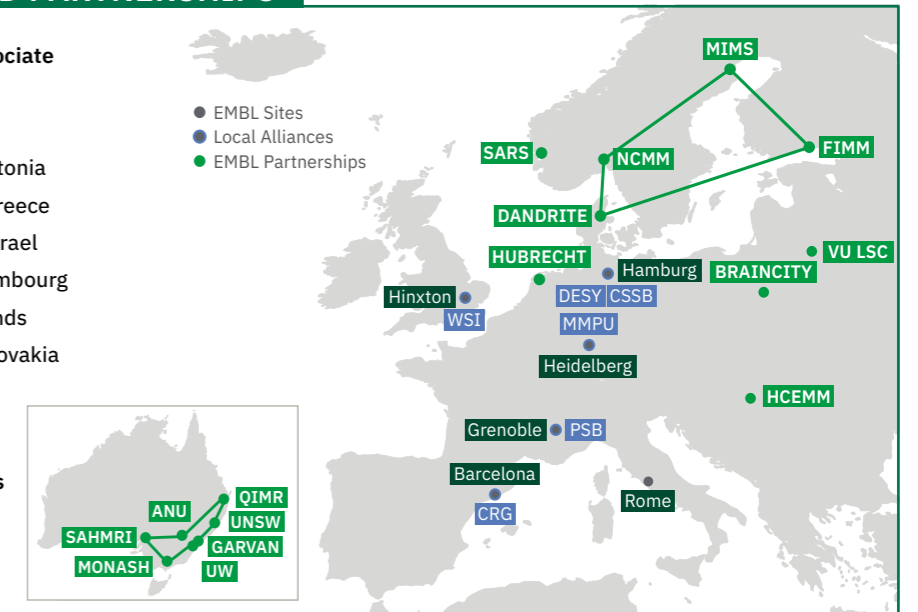 ociate
tonia
reece
rael
mbourg
nds
ovakia
s
EMBL Sites
Local Alliances
EMBL Partnerships
MIMS
SARS
NCMM
FIMM
DANDRITE
HUBRECHT
Hamburg
VU LSC
BRAINCITY
Hinxton
DESY CSSB
WSI
MMPU
Heidelberg
HCEMM
Grenoble
PSB
Barcelona
CRG
Rome
QIMR
ANU
UNSW
SAHMRI
GARVAN
MONASH
UW